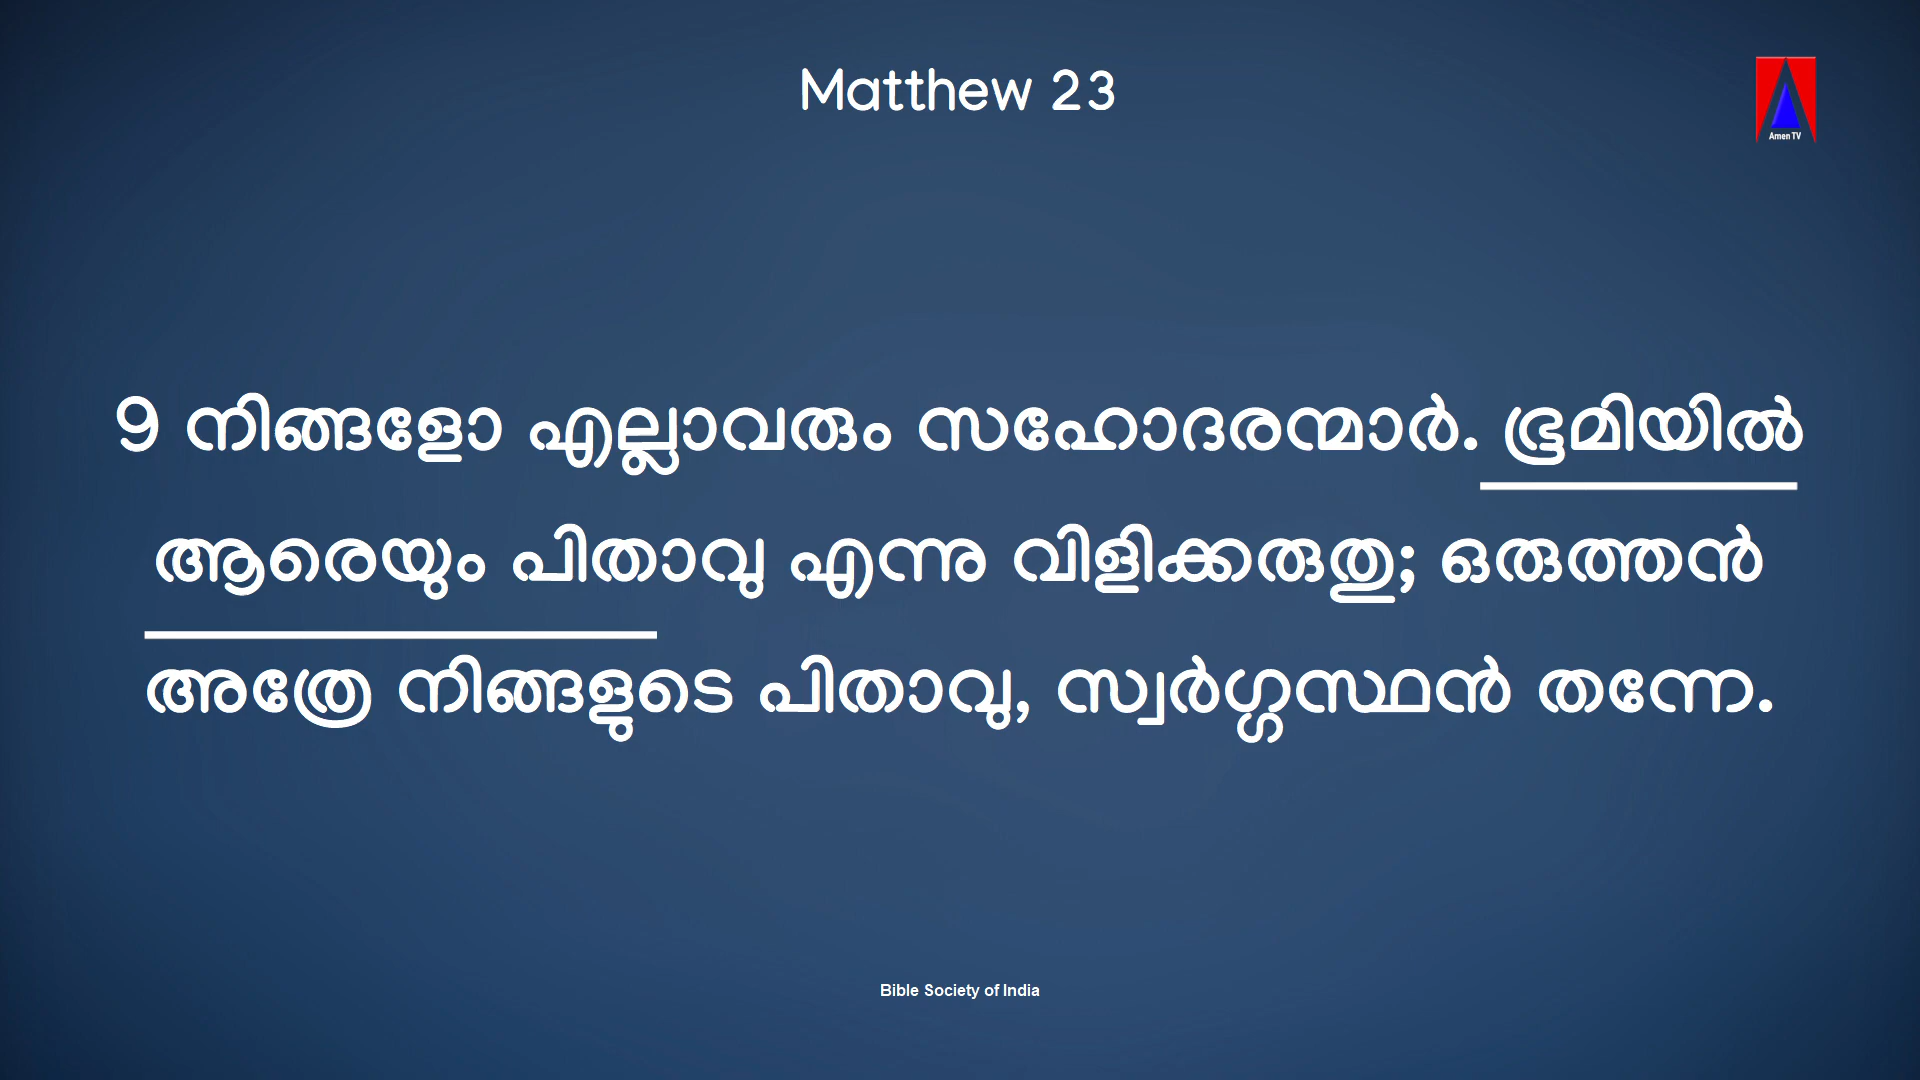 Matthew 23
Amen TV
9 നിങ്ങളോ എല്ലാവരും സഹോദരന്മാർ. ഭൂമിയിൽ
ആരെയും പിതാവു എന്നു വിളിക്കരുതു; ഒരുത്തൻ
അത്രേ നിങ്ങളുടെ പിതാവു, സ്വർഗ്ഗസ്ഥൻ തന്നേ.
Bible Society of India